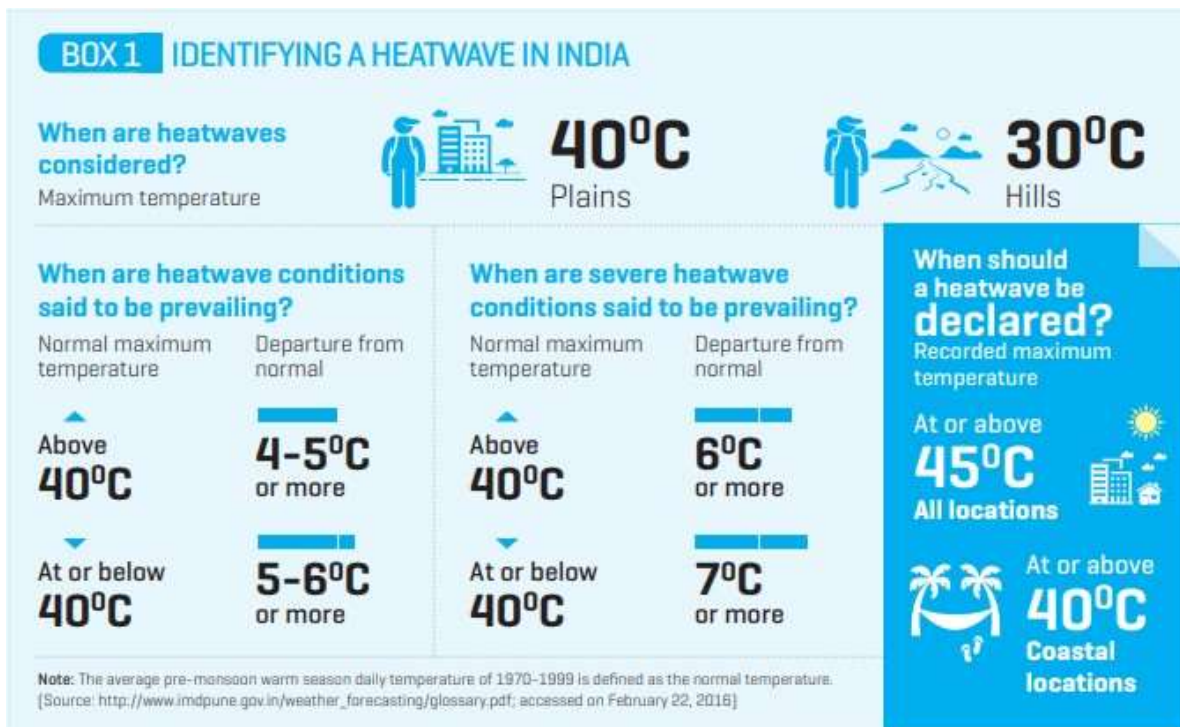 BOX 1 IDENTIFYING A HEATWAVE IN INDIA
When are heatwaves
considered?
Maximum temperature
40⁰C
Plains
30⁰C
Hills
When are heatwave conditions
said to be prevailing?
Normal maximum
temperature
Departure from
normal
Above
40⁰C
4-5⁰C
or more
At or below
40⁰C
5-6⁰C
or more
When are severe heatwave
conditions said to be prevailing?
Normal maximum
temperature
Departure from
normal
Above
40⁰C
6⁰C
or more
At or below
40⁰C
7⁰C
or more
When should
a heatwave be
declared?
Recorded maximum
temperature
At or above
45⁰C
All locations
At or above
40⁰C
Coastal
locations
Note: The average pre-monsoon warm season daily temperature of 1970-1999 is defined as the normal temperature.
(Source: http://www.imdpune.gov.in/weather_forecasting/glossary.pdf; accessed on February 22, 2016)